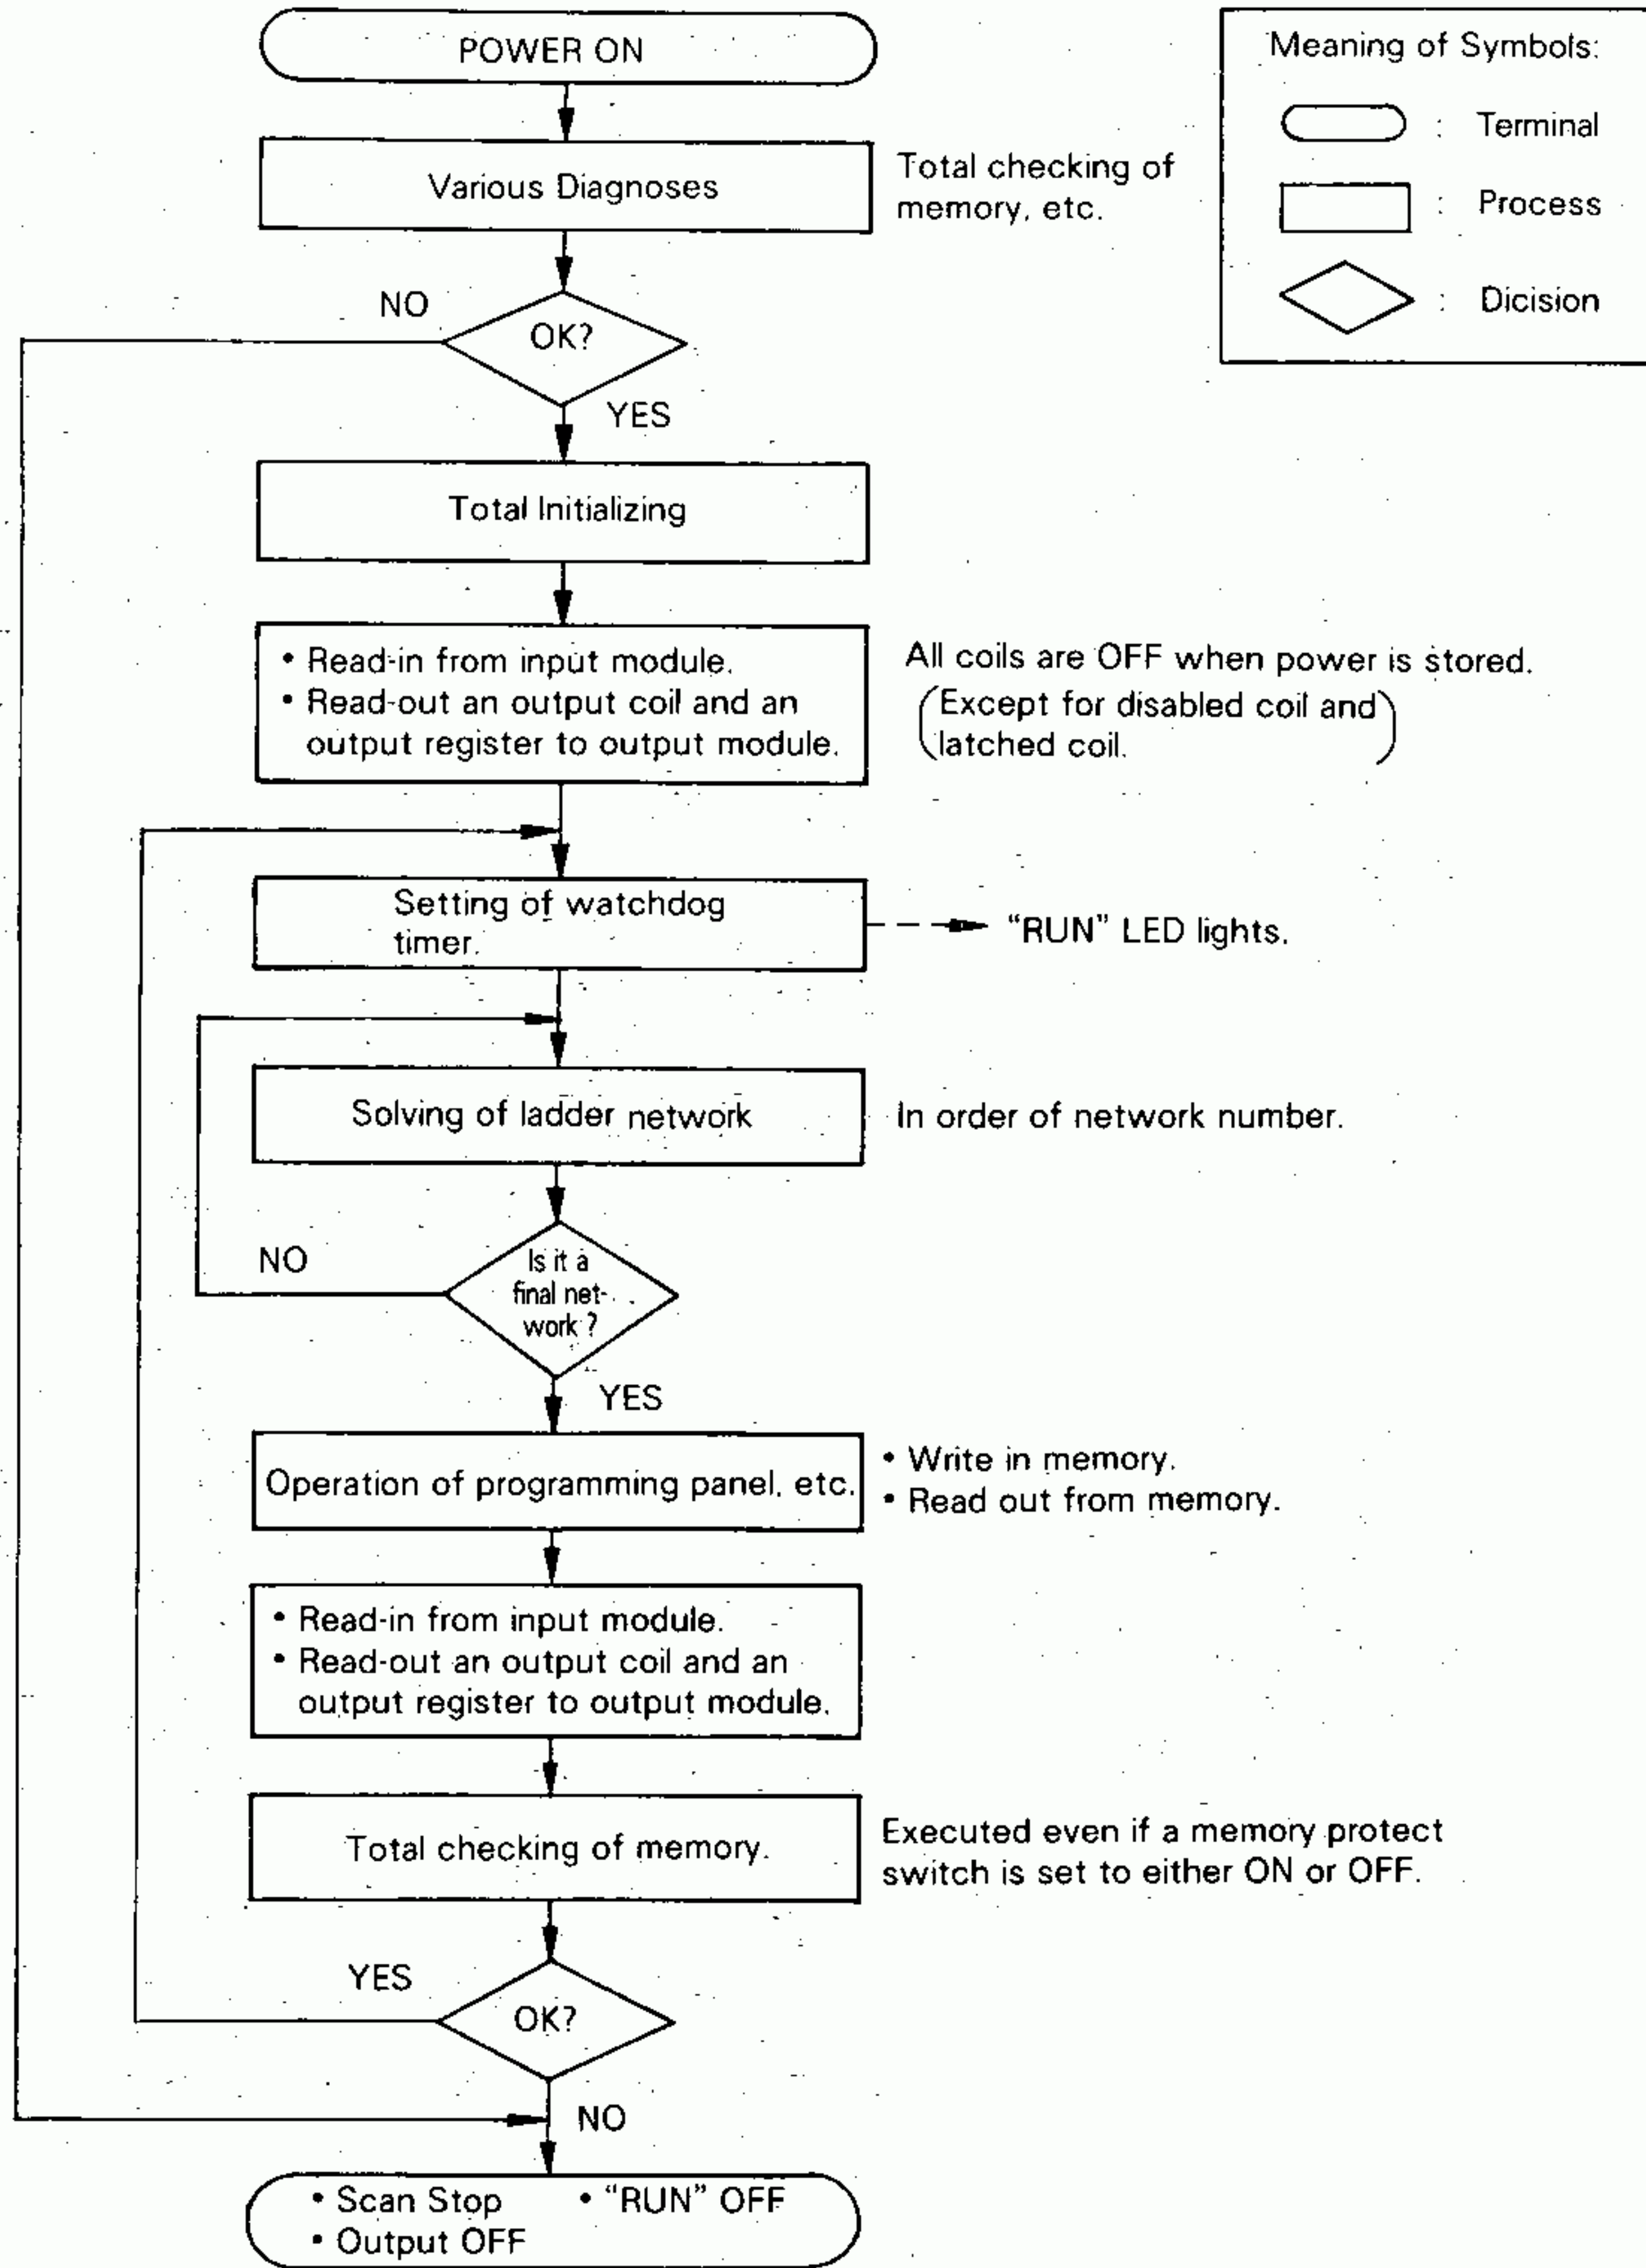 POWER ON
Meaning of Symbols:
: Terminal
: Process
: Dicision
Various Diagnoses
Total checking of
memory, etc.
NO
OK?
YES
Total Initializing
• Read-in from input module.
• Read-out an output coil and an
output register to output module.
All coils are OFF when power is stored.
(Except for disabled coil and
latched coil.)
Setting of watchdog
timer.
“RUN” LED lights.
Solving of ladder network
In order of network number.
NO
Is it a
final net-
work?
YES
Operation of programming panel, etc.
• Write in memory.
• Read out from memory.
• Read-in from input module.
• Read-out an output coil and an
output register to output module.
Total checking of memory.
Executed even if a memory protect
switch is set to either ON or OFF.
YES
OK?
NO
• Scan Stop • “RUN” OFF
• Output OFF